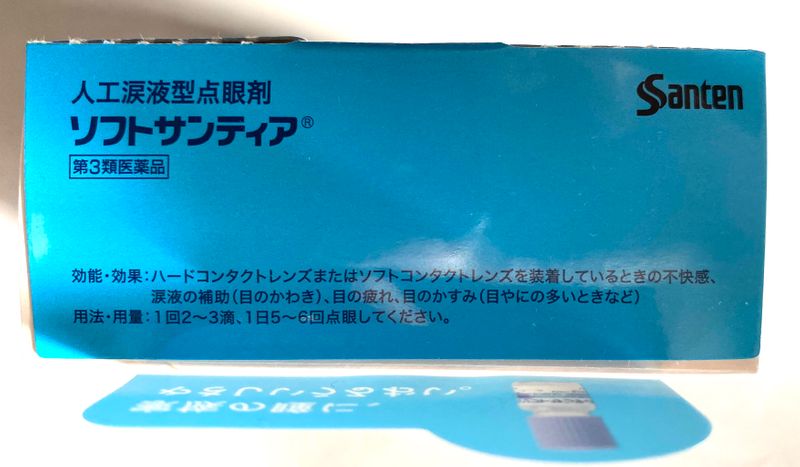 人工涙液型点眼剤
Santen
ソフトサンティア®
第3類医薬品
効能・効果：ハードコンタクトレンズまたはソフトコンタクトレンズを装着しているときの不快感、
涙液の補助（目のかわき）、目の疲れ、目のかすみ（目やにの多いときなど）
用法・用量：1回2～3滴、1日5～6回点眼してください。